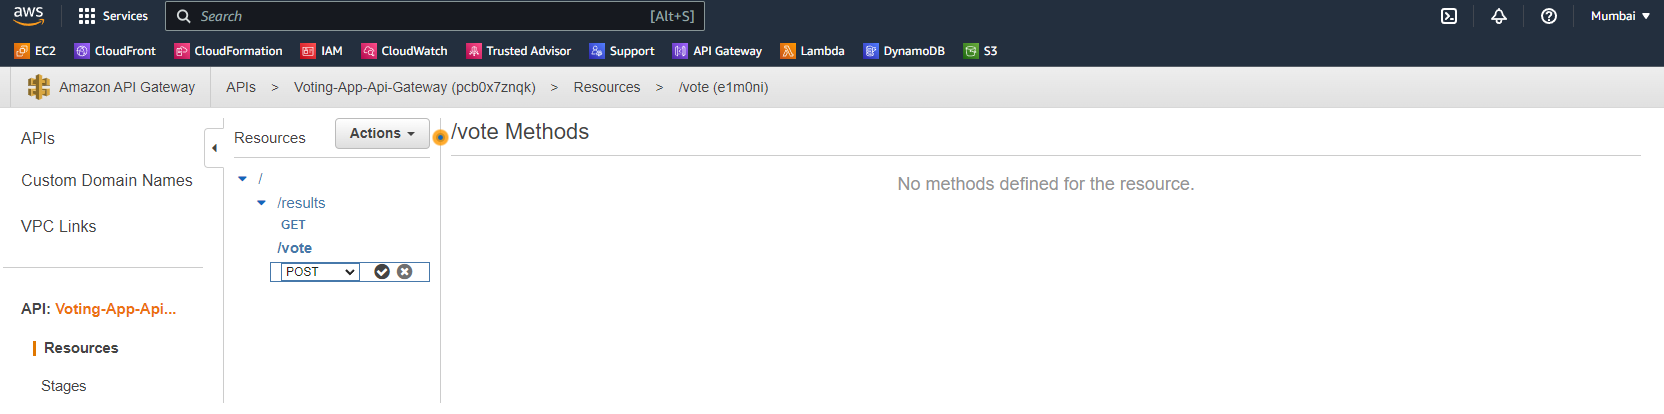 aws Services Search [Alt+S] Mumbai
EC2 CloudFront CloudFormation IAM CloudWatch Trusted Advisor Support API Gateway Lambda DynamoDB S3
Amazon API Gateway APIs > Voting-App-Api-Gateway (pcb0x7znqk) > Resources > /vote (e1m0ni)
APIs
Custom Domain Names
VPC Links
API: Voting-App-Api...
Resources
Stages
Resources Actions
/
/results
GET
/vote
POST
/vote Methods
No methods defined for the resource.